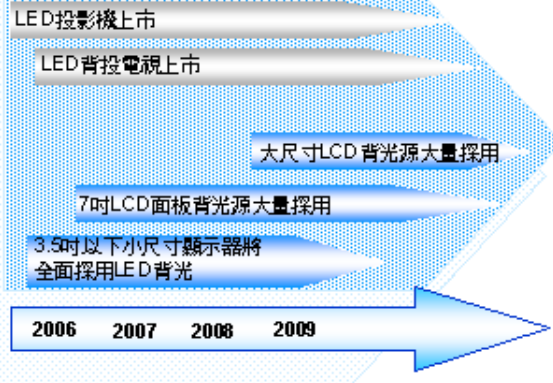 LED投影機上市
LED背投電視上市
大尺寸LCD背光源大量採用
7吋LCD面板背光源大量採用
3.5吋以下小尺寸顯示器將
全面採用LED背光
2006 2007 2008 2009